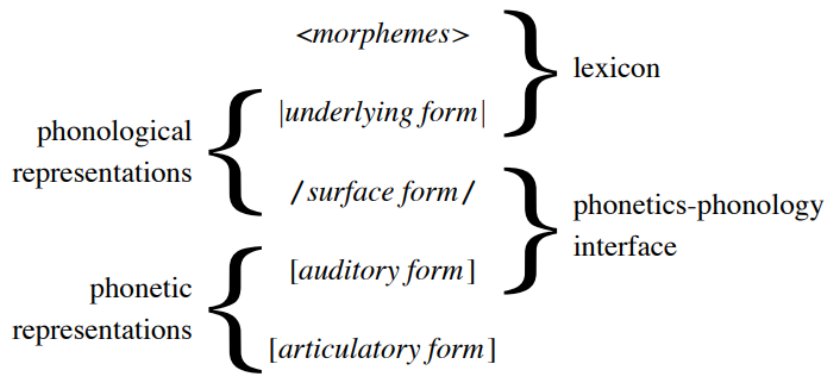 <morphemes>
lexicon
|underlying form|
phonological
representations
/surface form/
phonetics-phonology
interface
[auditory form]
phonetic
representations
[articulatory form]